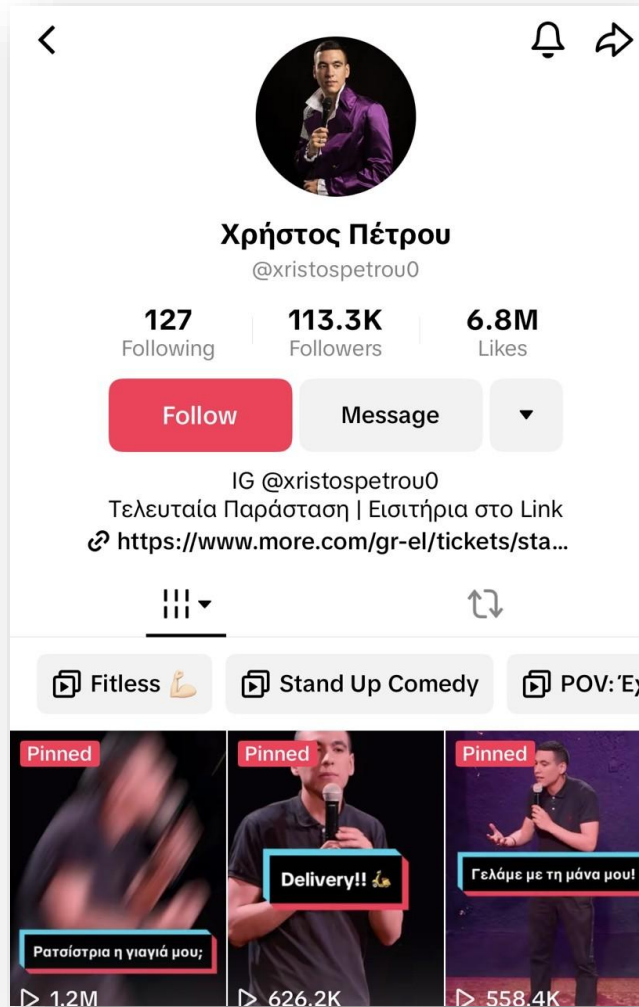 Χρήστος Πέτρου
@xristospetrou0
127 113.3K 6.8M
Following Followers Likes
Follow Message
IG @xristospetrou0
Τελευταία Παράσταση | Εισιτήρια στο Link
https://www.more.com/gr-el/tickets/sta...
Fitless 💪🏻 Stand Up Comedy POV: Έχ
Pinned Pinned Pinned
Delivery!! 🛵 Γελάμε με τη μάνα μου!
Ρατσίστρια η γιαγιά μου;
1.2M 626.2K 558.4K